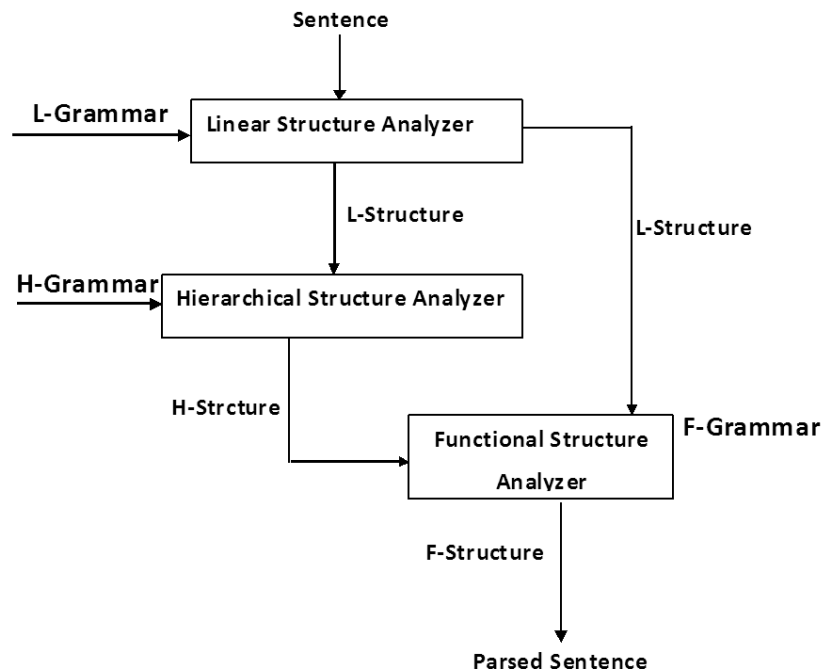 Sentence
L-Grammar
Linear Structure Analyzer
L-Structure
L-Structure
H-Grammar
Hierarchical Structure Analyzer
H-Strcture
F-Grammar
Functional Structure
Analyzer
F-Structure
Parsed Sentence